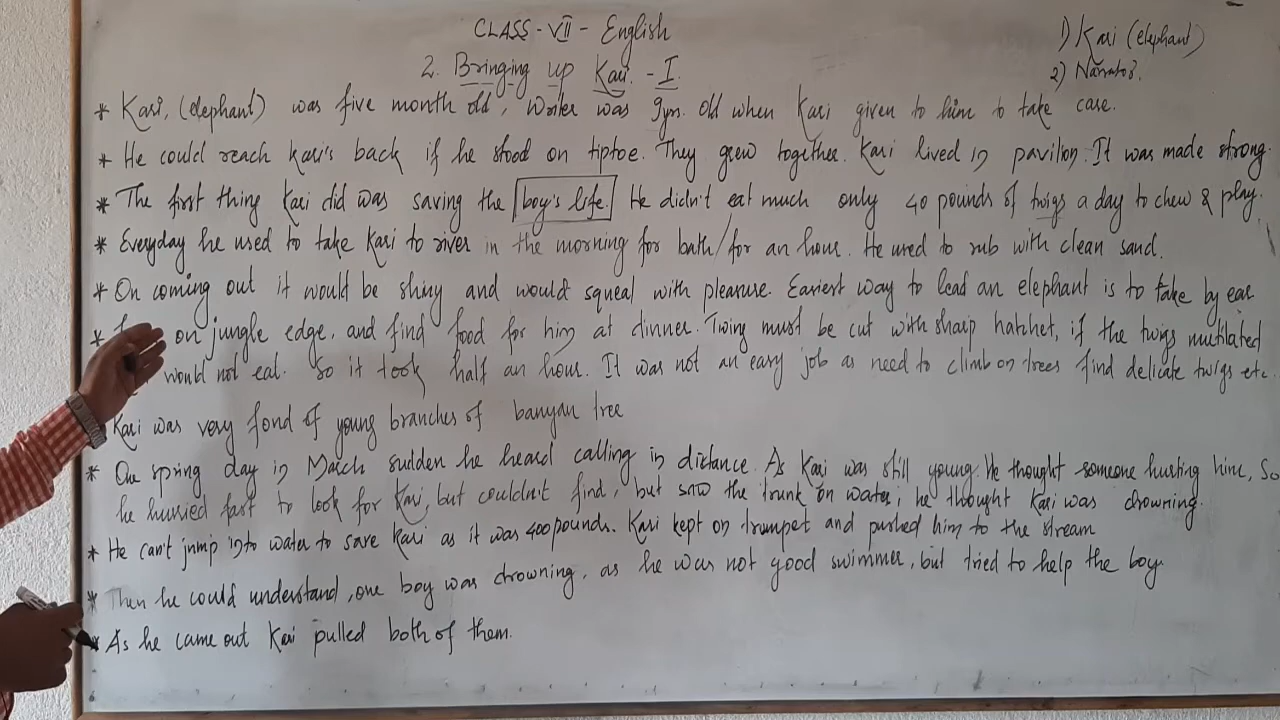 CLASS - VII - English
2. Bringing up Kari. - I
1) Kari (elephant)
2) Narrator.
* Kari, (elephant) was five month old, Writer was 9yrs. old when Kari given to him to take care.
* He could reach Kari's back if he stood on tiptoe. They grew together. Kari lived in pavilion. It was made strong.
* The first thing Kari did was saving the boy's life. He didn't eat much only 40 pounds of twigs a day to chew & play.
* Everyday he used to take Kari to river in the morning for bath/for an hour. He used to rub with clean sand.
* On coming out it would be shiny and would squeal with pleasure. Easiest way to lead an elephant is to take by ear
* on jungle edge, and find food for him at dinner. Twing must be cut with sharp hatchet, if the twigs mutilated
would not eat. So it took half an hour. It was not an easy job as need to climb on trees find delicate twigs etc.
Kari was very fond of young branches of banyan tree
* One spring day in March sudden he heard calling in distance. As Kari was still young. He thought someone hurting him, So
he hurried fast to look for Kari, but couldn't find, but saw the trunk on water, he thought Kari was drowning.
* He can't jump into water to save Kari as it was 400 pounds. Kari kept on trumpet and pushed him to the stream
* Then he could understand, one boy was drowning, as he was not good swimmer, but tried to help the boy.
* As he came out Kari pulled both of them.